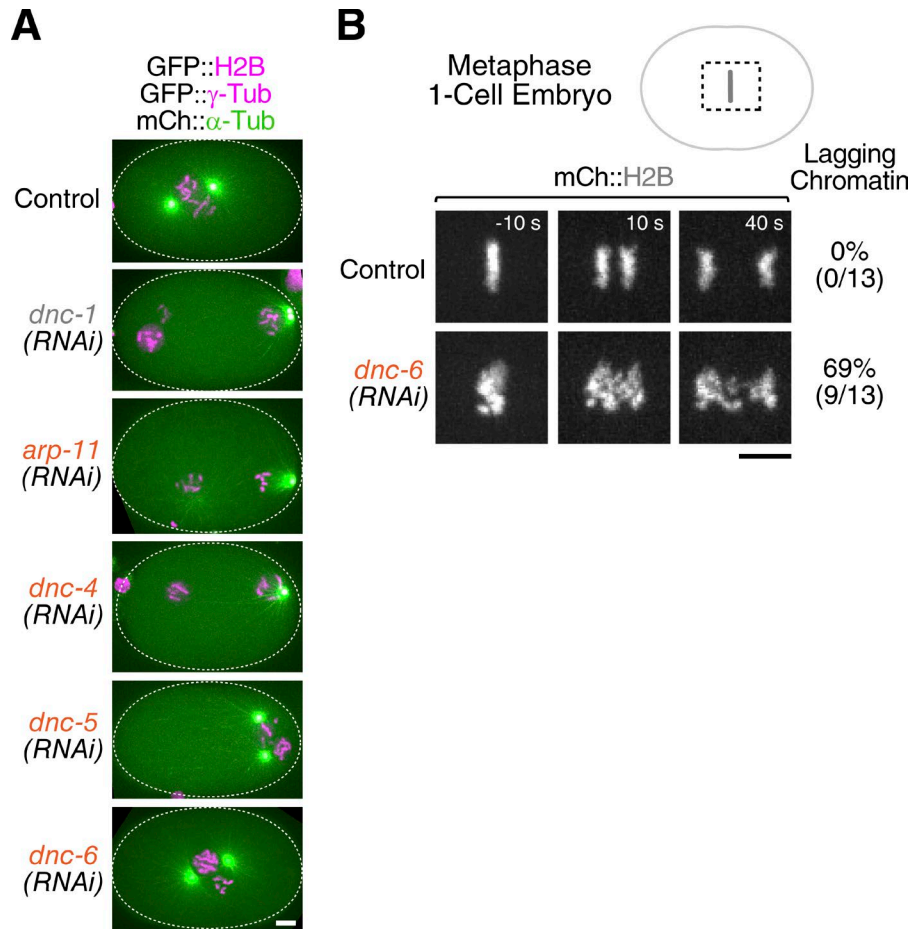 A
GFP::H2B
GFP::γ-Tub
mCh::α-Tub
Control
dnc-1
(RNAi)
arp-11
(RNAi)
dnc-4
(RNAi)
dnc-5
(RNAi)
dnc-6
(RNAi)
B
Metaphase
1-Cell Embryo
mCh::H2B
Lagging
Chromatin
-10 s
10 s
40 s
Control
0%
(0/13)
dnc-6
(RNAi)
69%
(9/13)